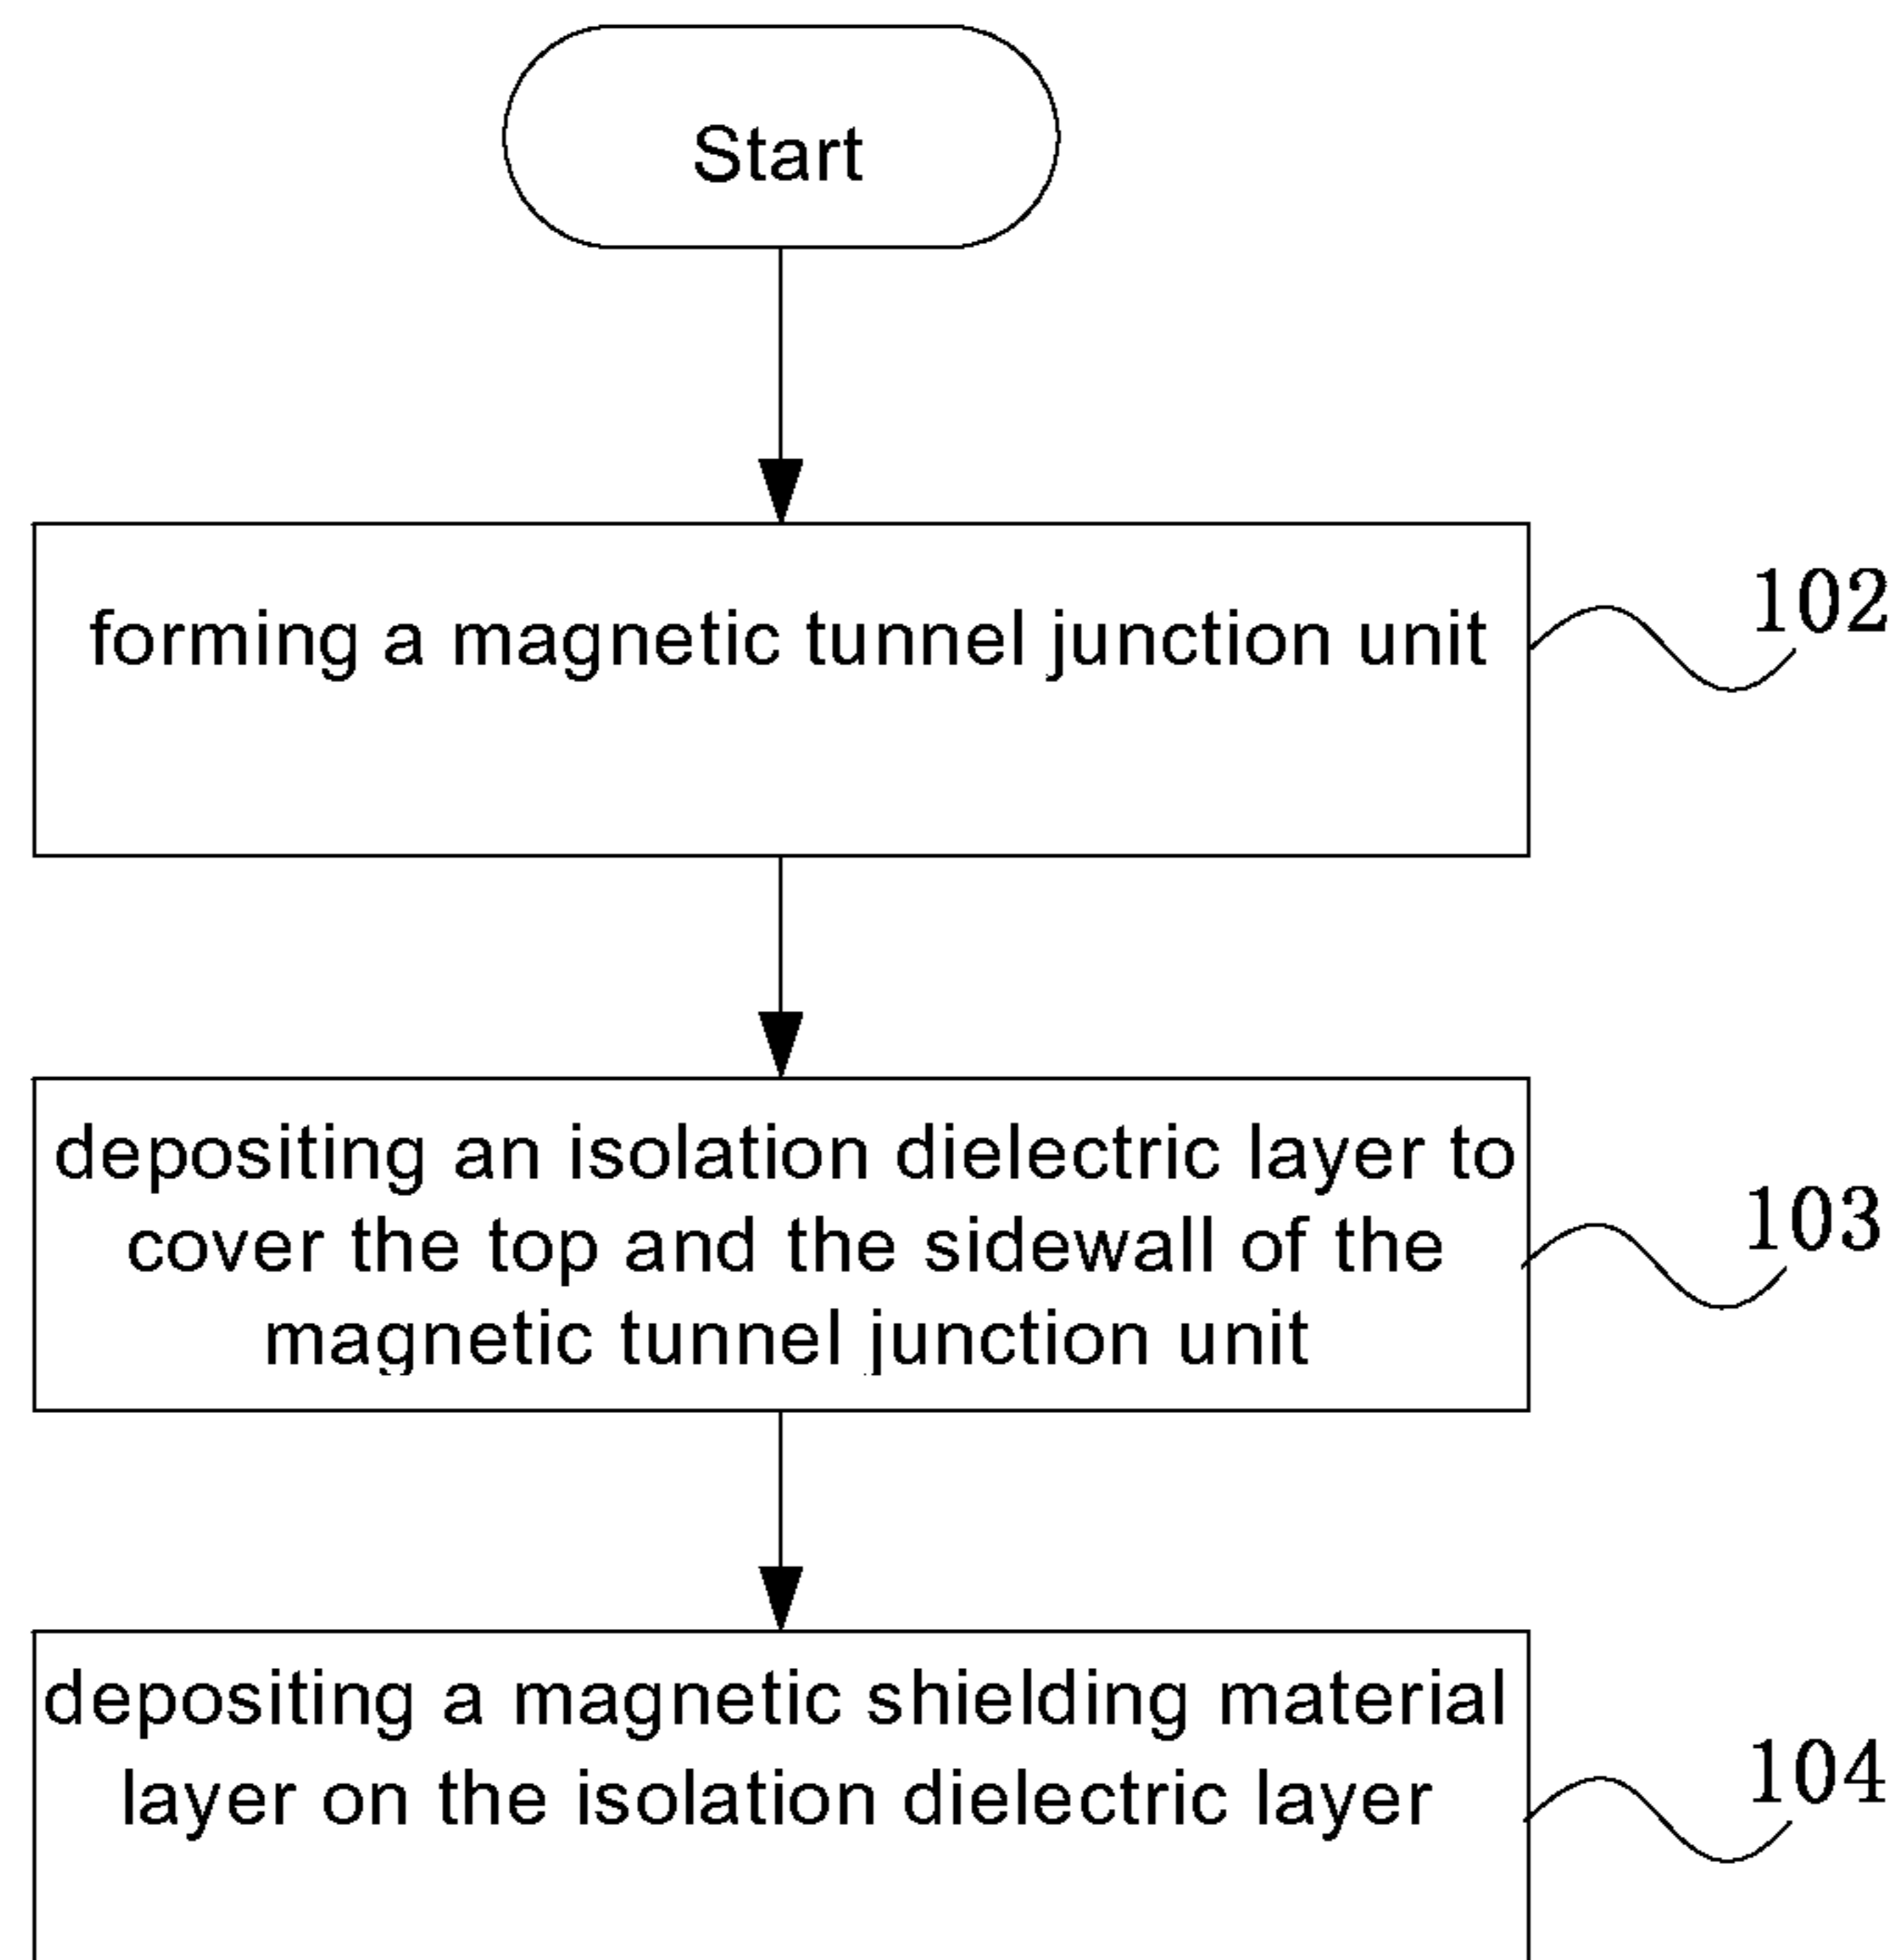 Start
forming a magnetic tunnel junction unit
102
depositing an isolation dielectric layer to
cover the top and the sidewall of the
magnetic tunnel junction unit
103
depositing a magnetic shielding material
layer on the isolation dielectric layer
104